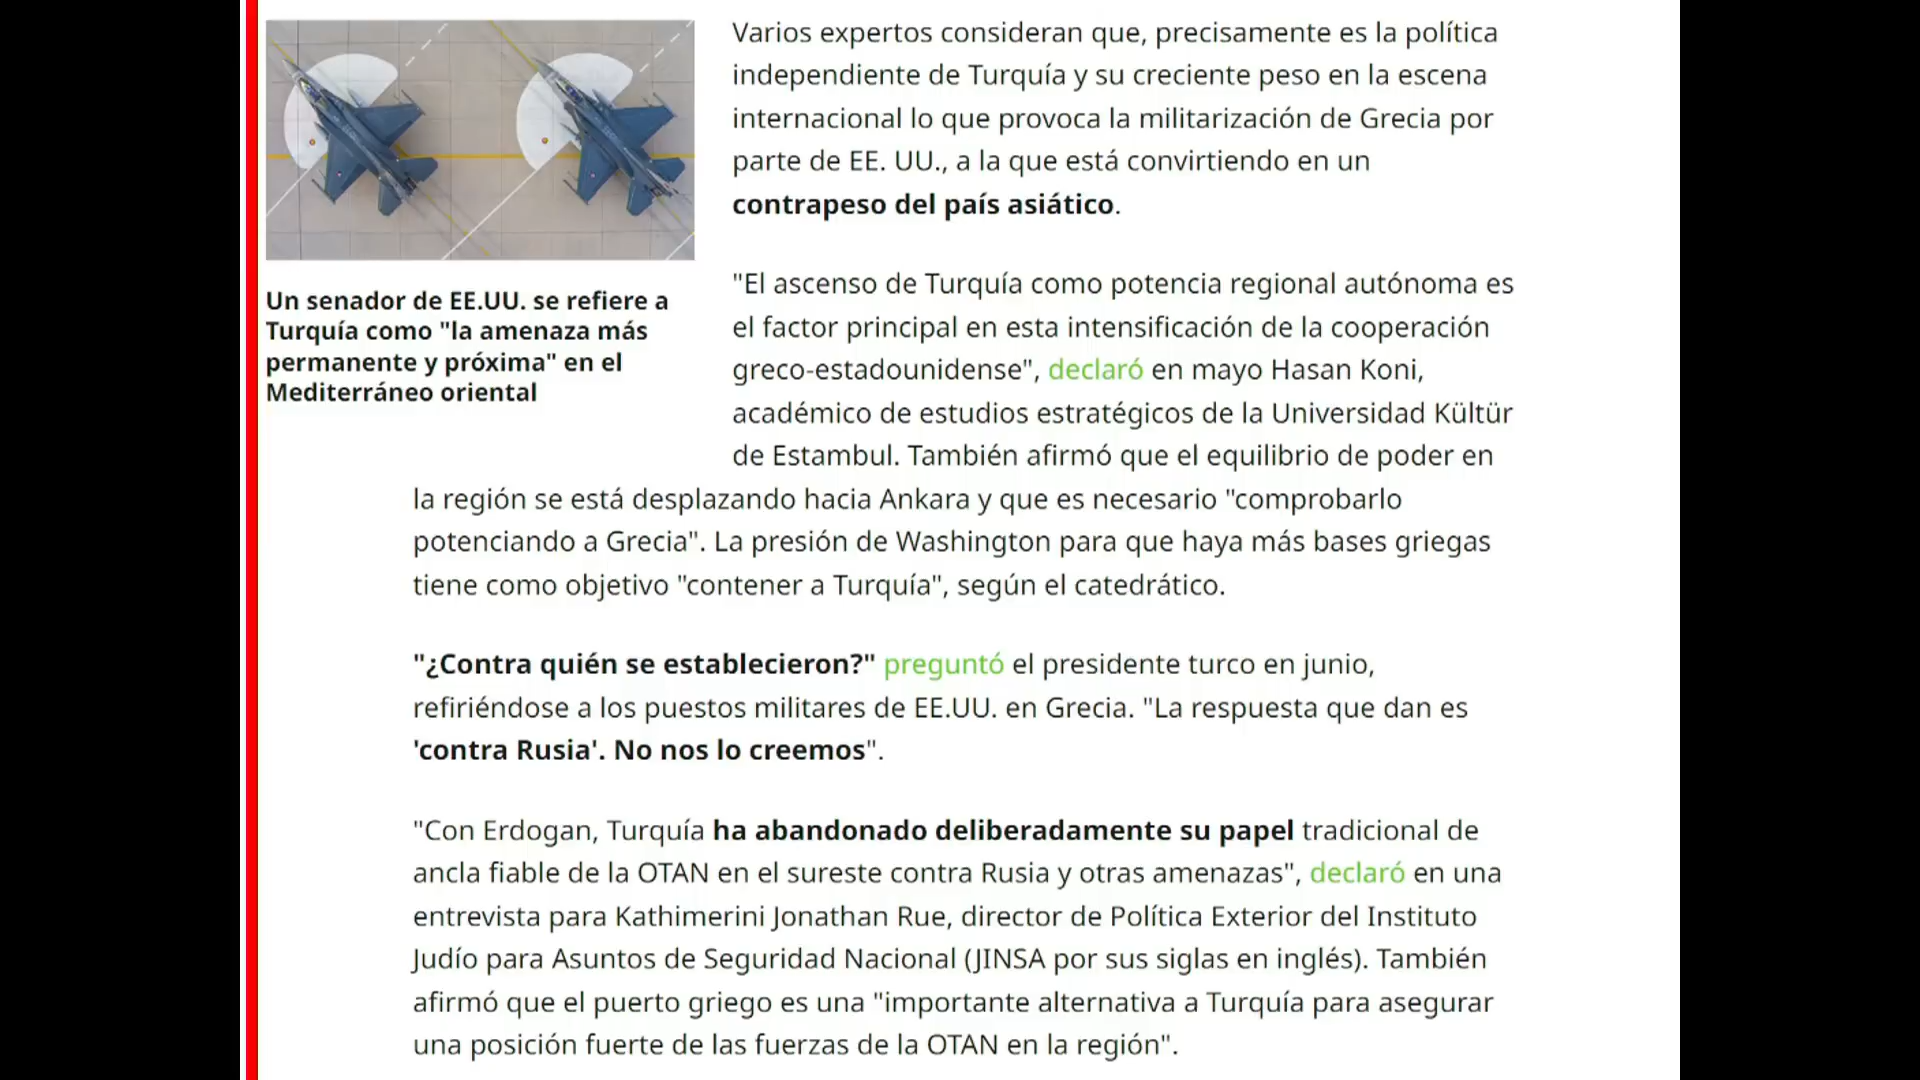 Varios expertos consideran que, precisamente es la política
independiente de Turquía y su creciente peso en la escena
internacional lo que provoca la militarización de Grecia por
parte de EE. UU., a la que está convirtiendo en un
contrapeso del país asiático.
Un senador de EE.UU. se refiere a
Turquía como "la amenaza más
permanente y próxima" en el
Mediterráneo oriental
"El ascenso de Turquía como potencia regional autónoma es
el factor principal en esta intensificación de la cooperación
greco-estadounidense", declaró en mayo Hasan Koni,
académico de estudios estratégicos de la Universidad Kültür
de Estambul. También afirmó que el equilibrio de poder en
la región se está desplazando hacia Ankara y que es necesario "comprobarlo
potenciando a Grecia". La presión de Washington para que haya más bases griegas
tiene como objetivo "contener a Turquía", según el catedrático.
"¿Contra quién se establecieron?" preguntó el presidente turco en junio,
refiriéndose a los puestos militares de EE.UU. en Grecia. "La respuesta que dan es
'contra Rusia'. No nos lo creemos".
"Con Erdogan, Turquía ha abandonado deliberadamente su papel tradicional de
ancla fiable de la OTAN en el sureste contra Rusia y otras amenazas", declaró en una
entrevista para Kathimerini Jonathan Rue, director de Política Exterior del Instituto
Judío para Asuntos de Seguridad Nacional (JINSA por sus siglas en inglés). También
afirmó que el puerto griego es una "importante alternativa a Turquía para asegurar
una posición fuerte de las fuerzas de la OTAN en la región".